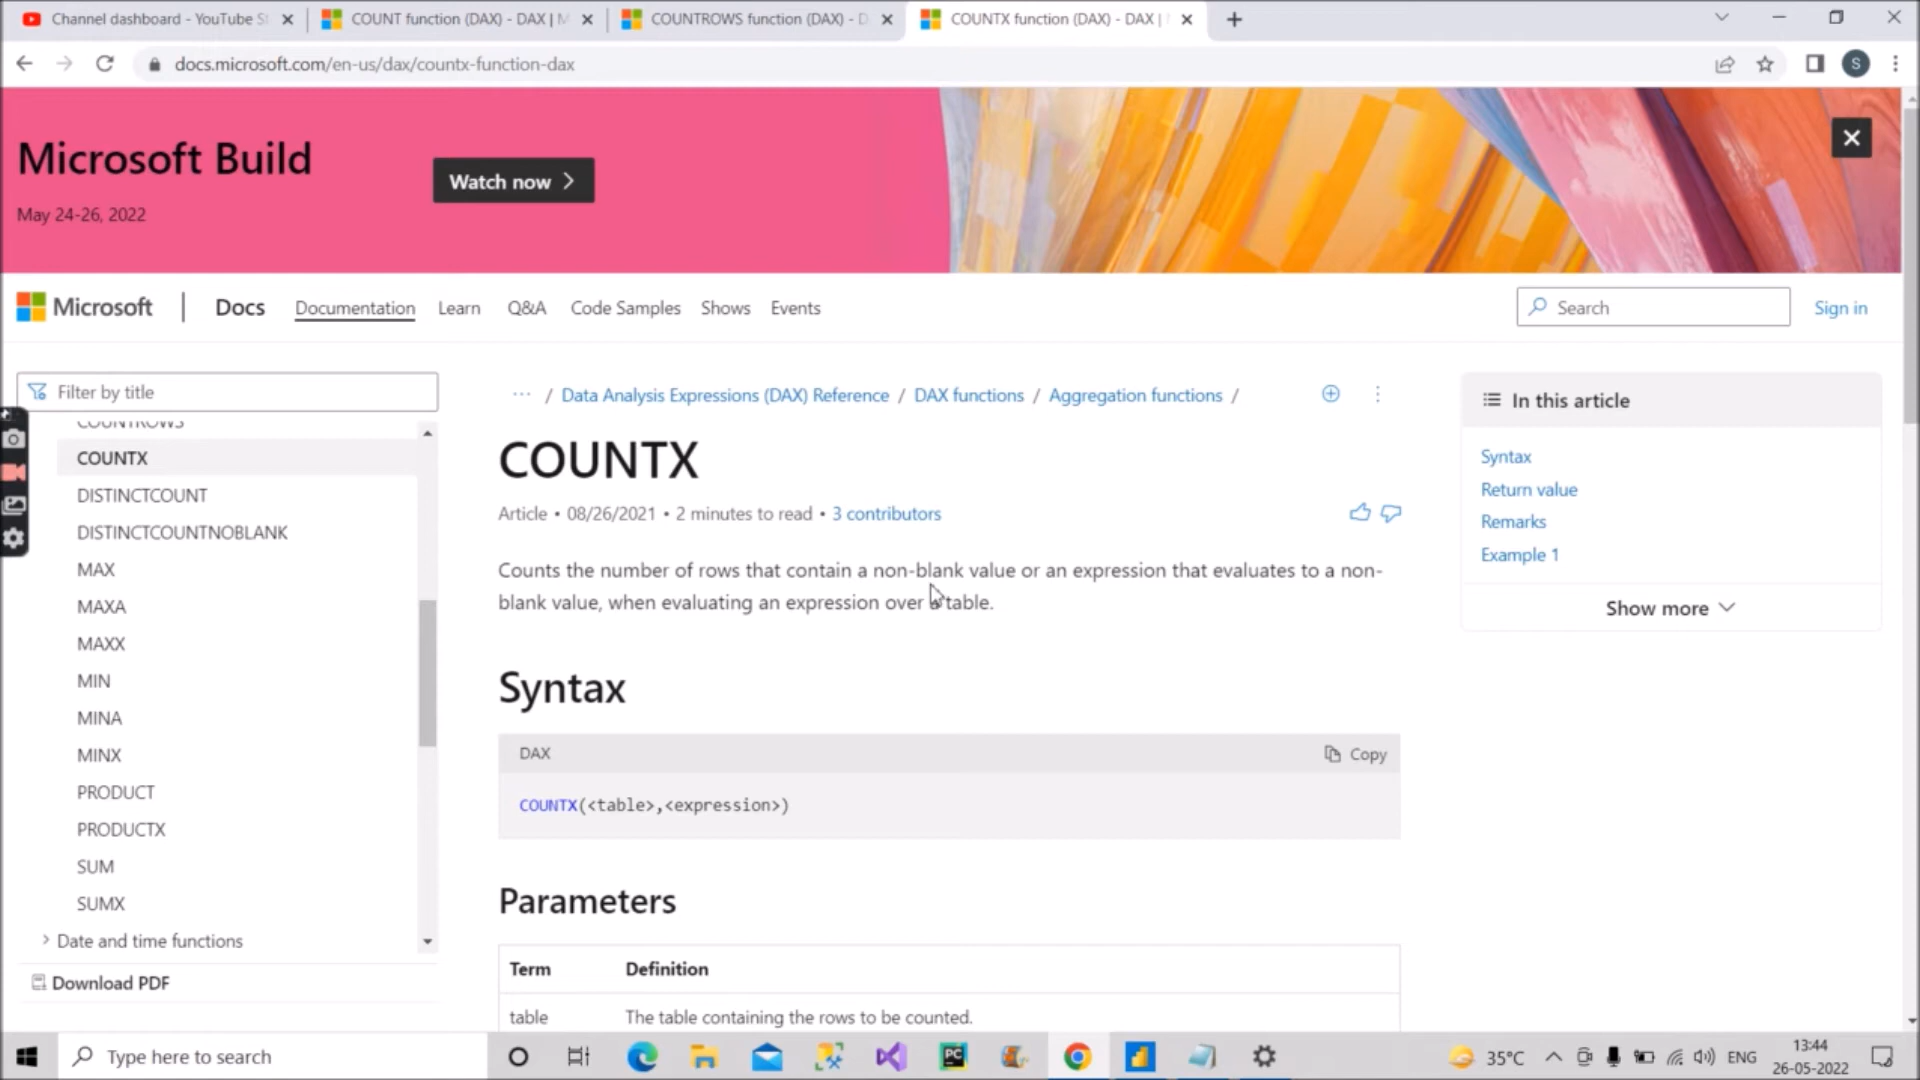 Channel dashboard - YouTube St
COUNT function (DAX) - DAX | M
COUNTROWS function (DAX) - D
COUNTX function (DAX) - DAX |
docs.microsoft.com/en-us/dax/countx-function-dax
S
Microsoft Build
May 24-26, 2022
Watch now
Microsoft
Docs
Documentation
Learn
Q&A
Code Samples
Shows
Events
Search
Sign in
Filter by title
COUNTROWS
COUNTX
DISTINCTCOUNT
DISTINCTCOUNTNOBLANK
MAX
MAXA
MAXX
MIN
MINA
MINX
PRODUCT
PRODUCTX
SUM
SUMX
Date and time functions
Download PDF
··· / Data Analysis Expressions (DAX) Reference / DAX functions / Aggregation functions /
COUNTX
Article • 08/26/2021 • 2 minutes to read • 3 contributors
Counts the number of rows that contain a non-blank value or an expression that evaluates to a non-
blank value, when evaluating an expression over a table.
Syntax
DAX
Copy
COUNTX(<table>,<expression>)
Parameters
Term Definition
table The table containing the rows to be counted.
In this article
Syntax
Return value
Remarks
Example 1
Show more
Type here to search
PC
35°C
ENG
13:44
26-05-2022